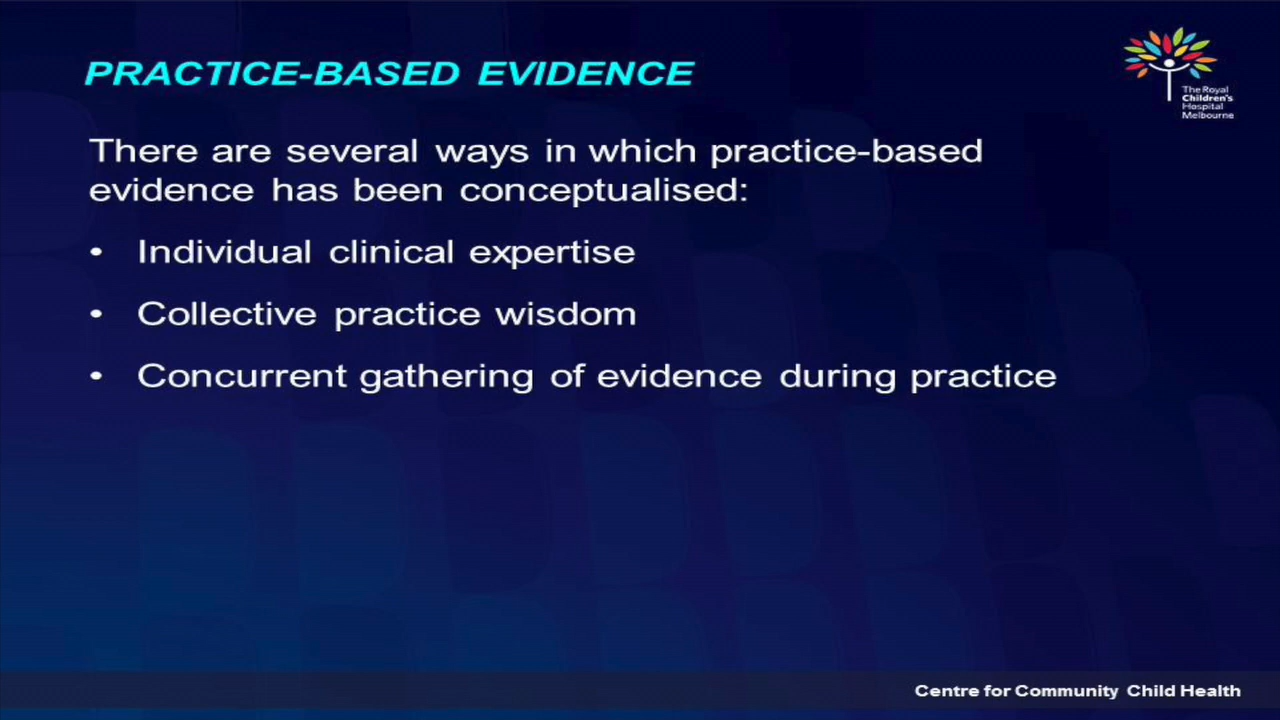 PRACTICE-BASED EVIDENCE
The Royal
Children's
Hospital
Melbourne
There are several ways in which practice-based
evidence has been conceptualised:
• Individual clinical expertise
• Collective practice wisdom
• Concurrent gathering of evidence during practice
Centre for Community Child Health